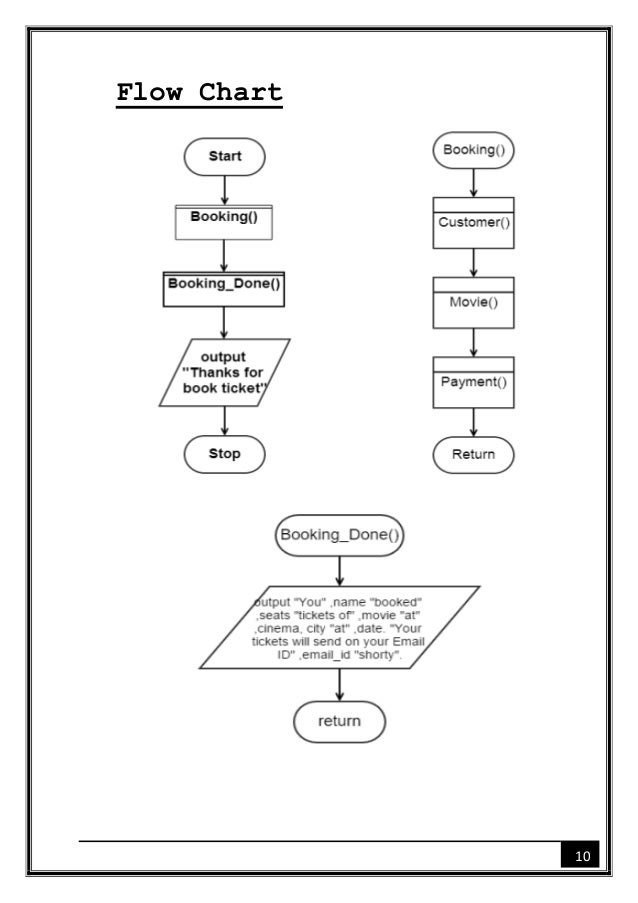 Flow Chart
Start
Booking()
Booking_Done()
output
"Thanks for
book ticket"
Stop
Booking()
Customer()
Movie()
Payment()
Return
Booking_Done()
output "You" ,name "booked"
,seats "tickets of" ,movie "at"
,cinema, city "at" ,date. "Your
tickets will send on your Email
ID" ,email_id "shorty".
return
10